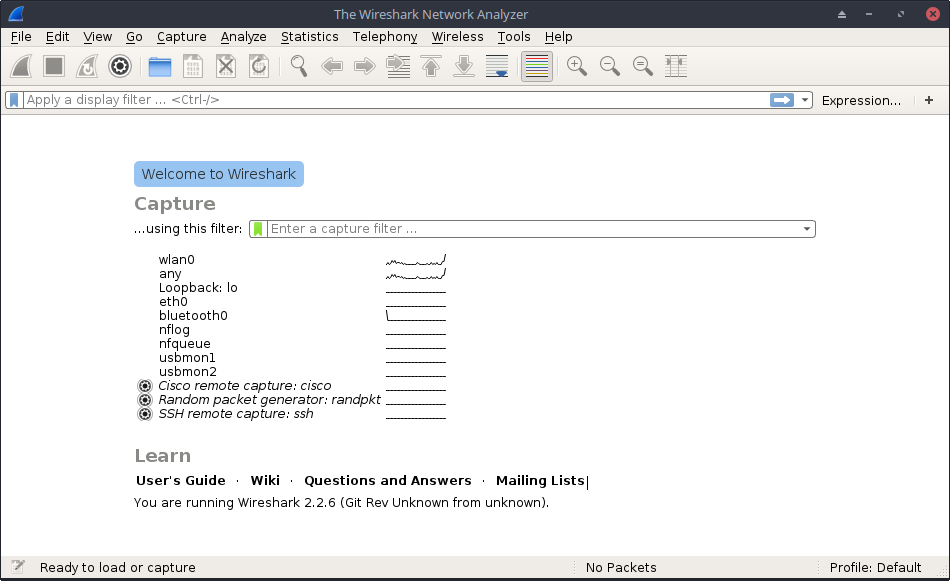 The Wireshark Network Analyzer
File Edit View Go Capture Analyze Statistics Telephony Wireless Tools Help
Apply a display filter ... <Ctrl-/> Expression... +
Welcome to Wireshark
Capture
...using this filter: Enter a capture filter ...
wlan0
any
Loopback: lo
eth0
bluetooth0
nflog
nfqueue
usbmon1
usbmon2
Cisco remote capture: cisco
Random packet generator: randpkt
SSH remote capture: ssh
Learn
User's Guide · Wiki · Questions and Answers · Mailing Lists
You are running Wireshark 2.2.6 (Git Rev Unknown from unknown).
Ready to load or capture No Packets Profile: Default